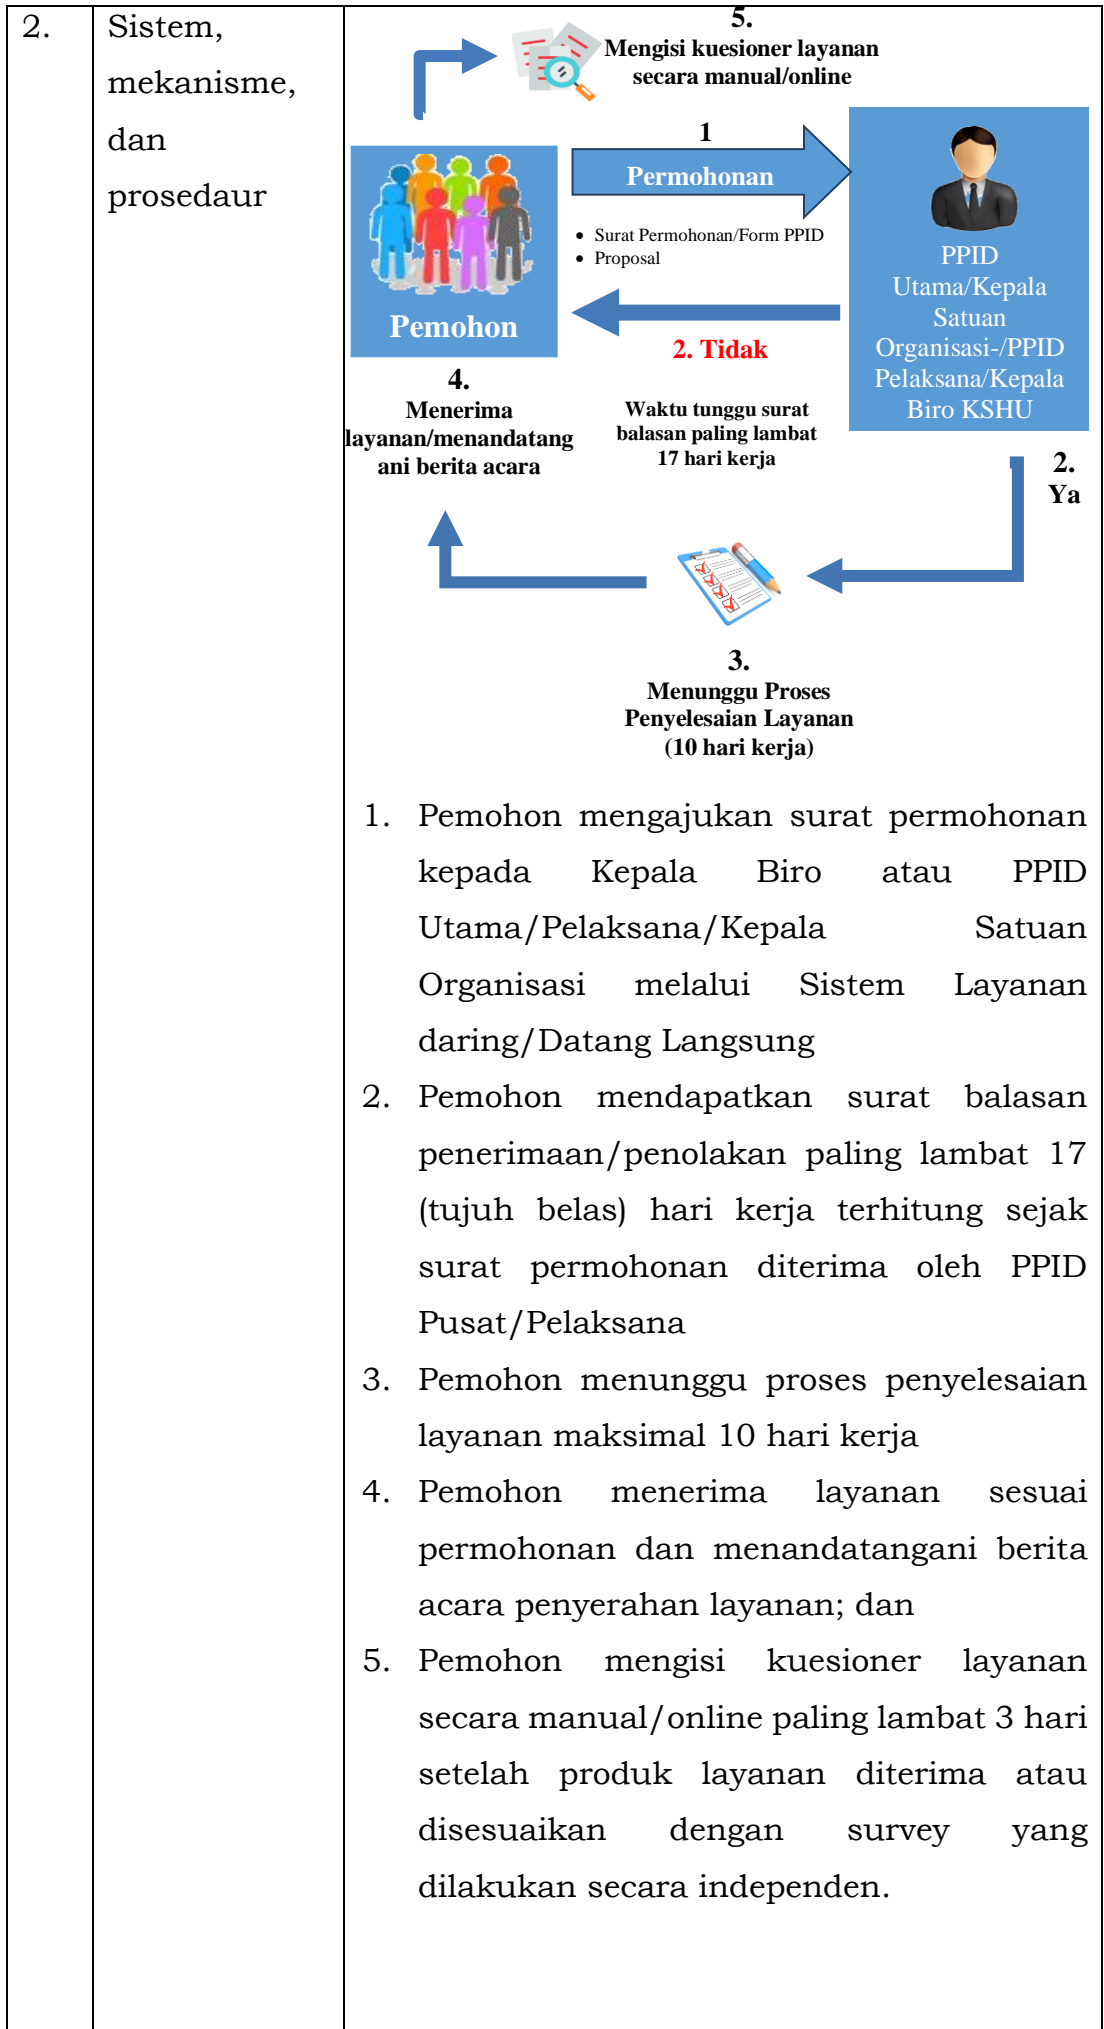 2.
Sistem,
mekanisme,
dan
prosedaur
5.
Mengisi kuesioner layanan
secara manual/online
1
Permohonan
• Surat Permohonan/Form PPID
• Proposal
Pemohon
PPID
Utama/Kepala
Satuan
Organisasi-/PPID
Pelaksana/Kepala
Biro KSHU
2. Tidak
Waktu tunggu surat
balasan paling lambat
17 hari kerja
4.
Menerima
layanan/menandatang
ani berita acara
2.
Ya
3.
Menunggu Proses
Penyelesaian Layanan
(10 hari kerja)
1. Pemohon mengajukan surat permohonan
kepada Kepala Biro atau PPID
Utama/Pelaksana/Kepala Satuan
Organisasi melalui Sistem Layanan
daring/Datang Langsung
2. Pemohon mendapatkan surat balasan
penerimaan/penolakan paling lambat 17
(tujuh belas) hari kerja terhitung sejak
surat permohonan diterima oleh PPID
Pusat/Pelaksana
3. Pemohon menunggu proses penyelesaian
layanan maksimal 10 hari kerja
4. Pemohon menerima layanan sesuai
permohonan dan menandatangani berita
acara penyerahan layanan; dan
5. Pemohon mengisi kuesioner layanan
secara manual/online paling lambat 3 hari
setelah produk layanan diterima atau
disesuaikan dengan survey yang
dilakukan secara independen.